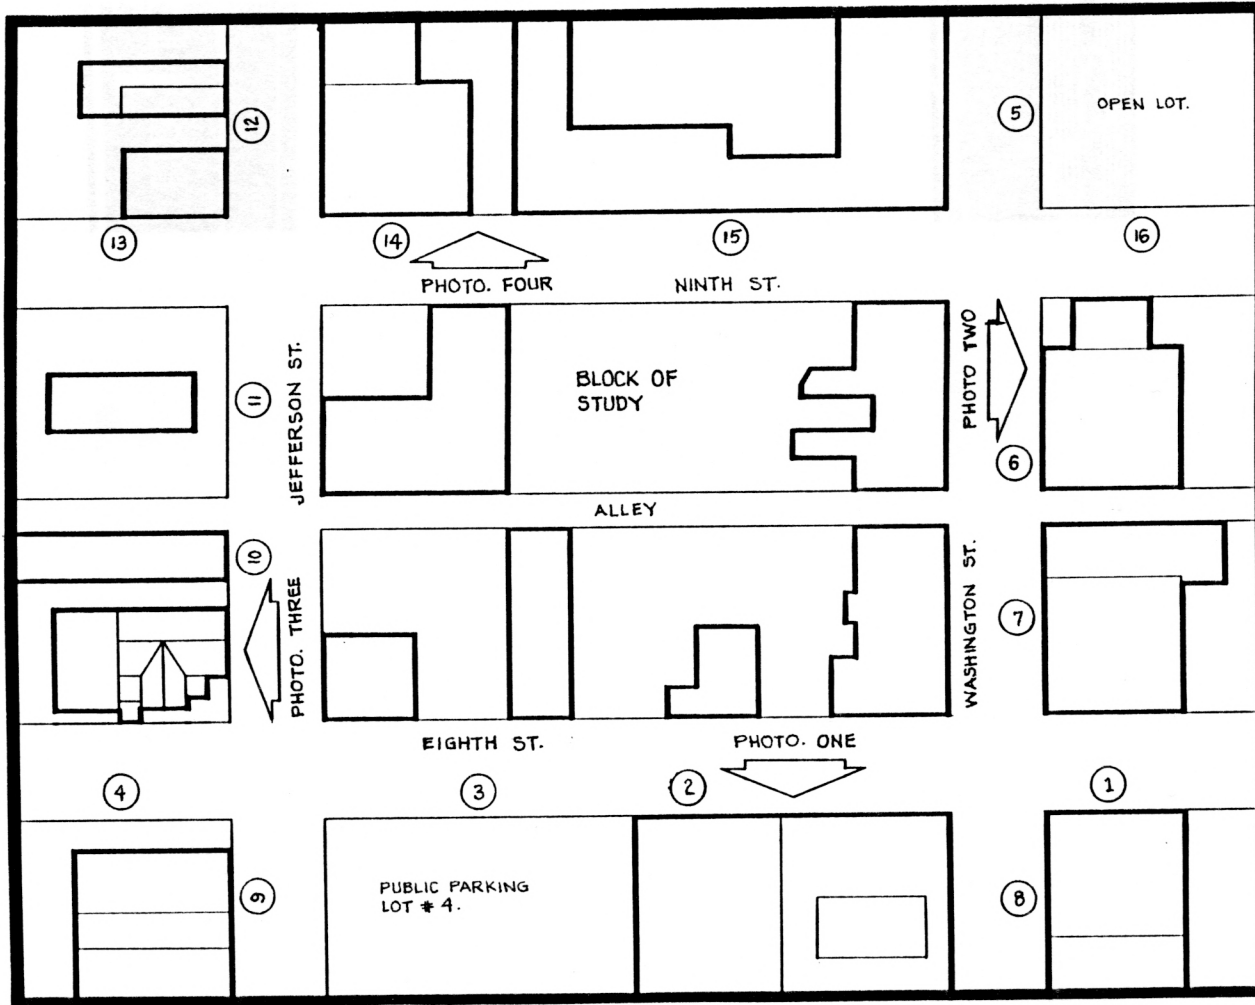 OPEN LOT.
5
12
13
14
15
16
PHOTO. FOUR
NINTH ST.
JEFFERSON ST.
11
BLOCK OF
STUDY
PHOTO TWO
6
ALLEY
10
PHOTO. THREE
WASHINGTON ST.
7
EIGHTH ST.
PHOTO. ONE
4
3
2
1
PUBLIC PARKING
LOT # 4.
9
8